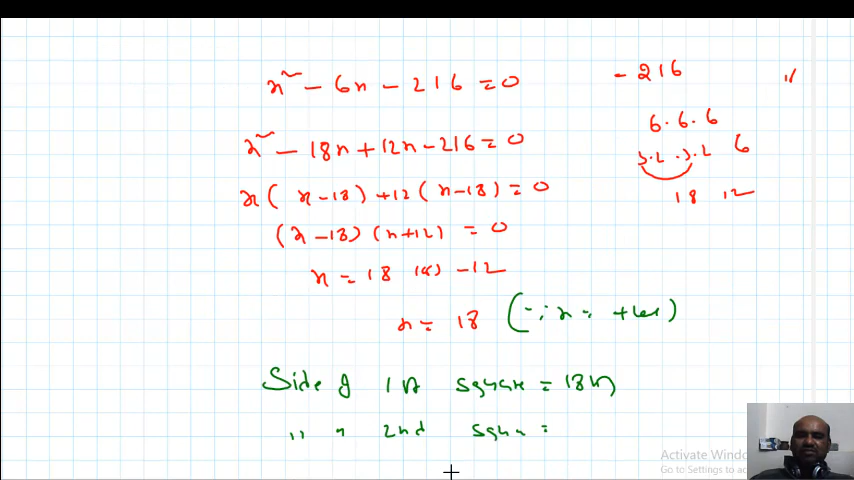 x² - 6x - 216 = 0
- 216
x² - 18x + 12x - 216 = 0
6 . 6 . 6
3.2 . 3.2 6
18 12
x ( x-18) + 12 ( x-18) = 0
(x-18) (x+12) = 0
x = 18 (or) -12
x = 18 (∵ x = +ve)
Side of 1st square = 18m
" " 2nd squ =
Activate Windo
Go to Settings to ac